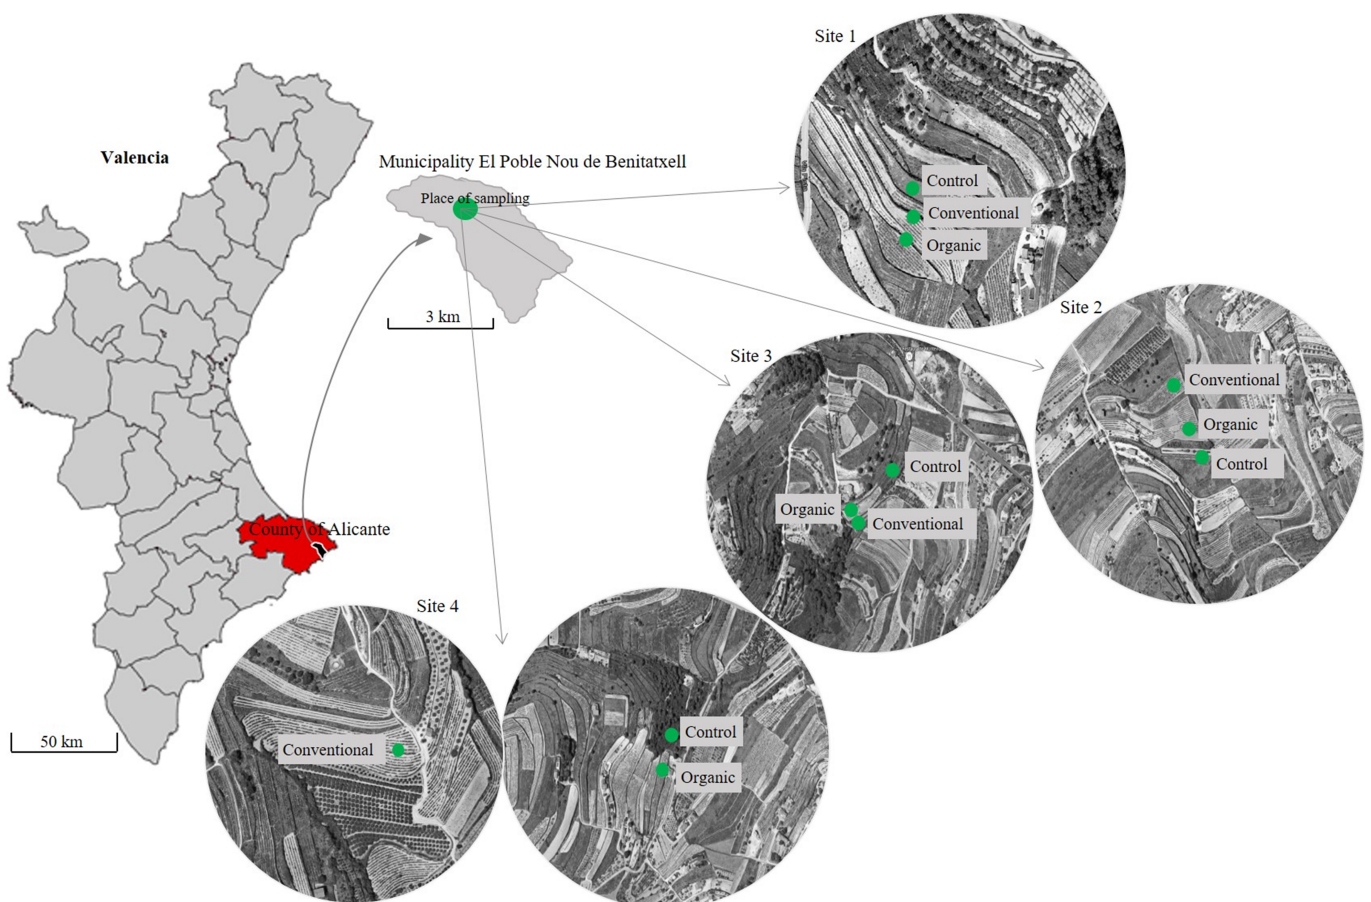 Site 1
Valencia
Municipality El Poble Nou de Benitatxell
Place of sampling
Control
Conventional
Organic
3 km
Site 2
Conventional
Organic
Control
Site 3
Control
Organic
Conventional
County of Alicante
Site 4
Conventional
Control
Organic
50 km